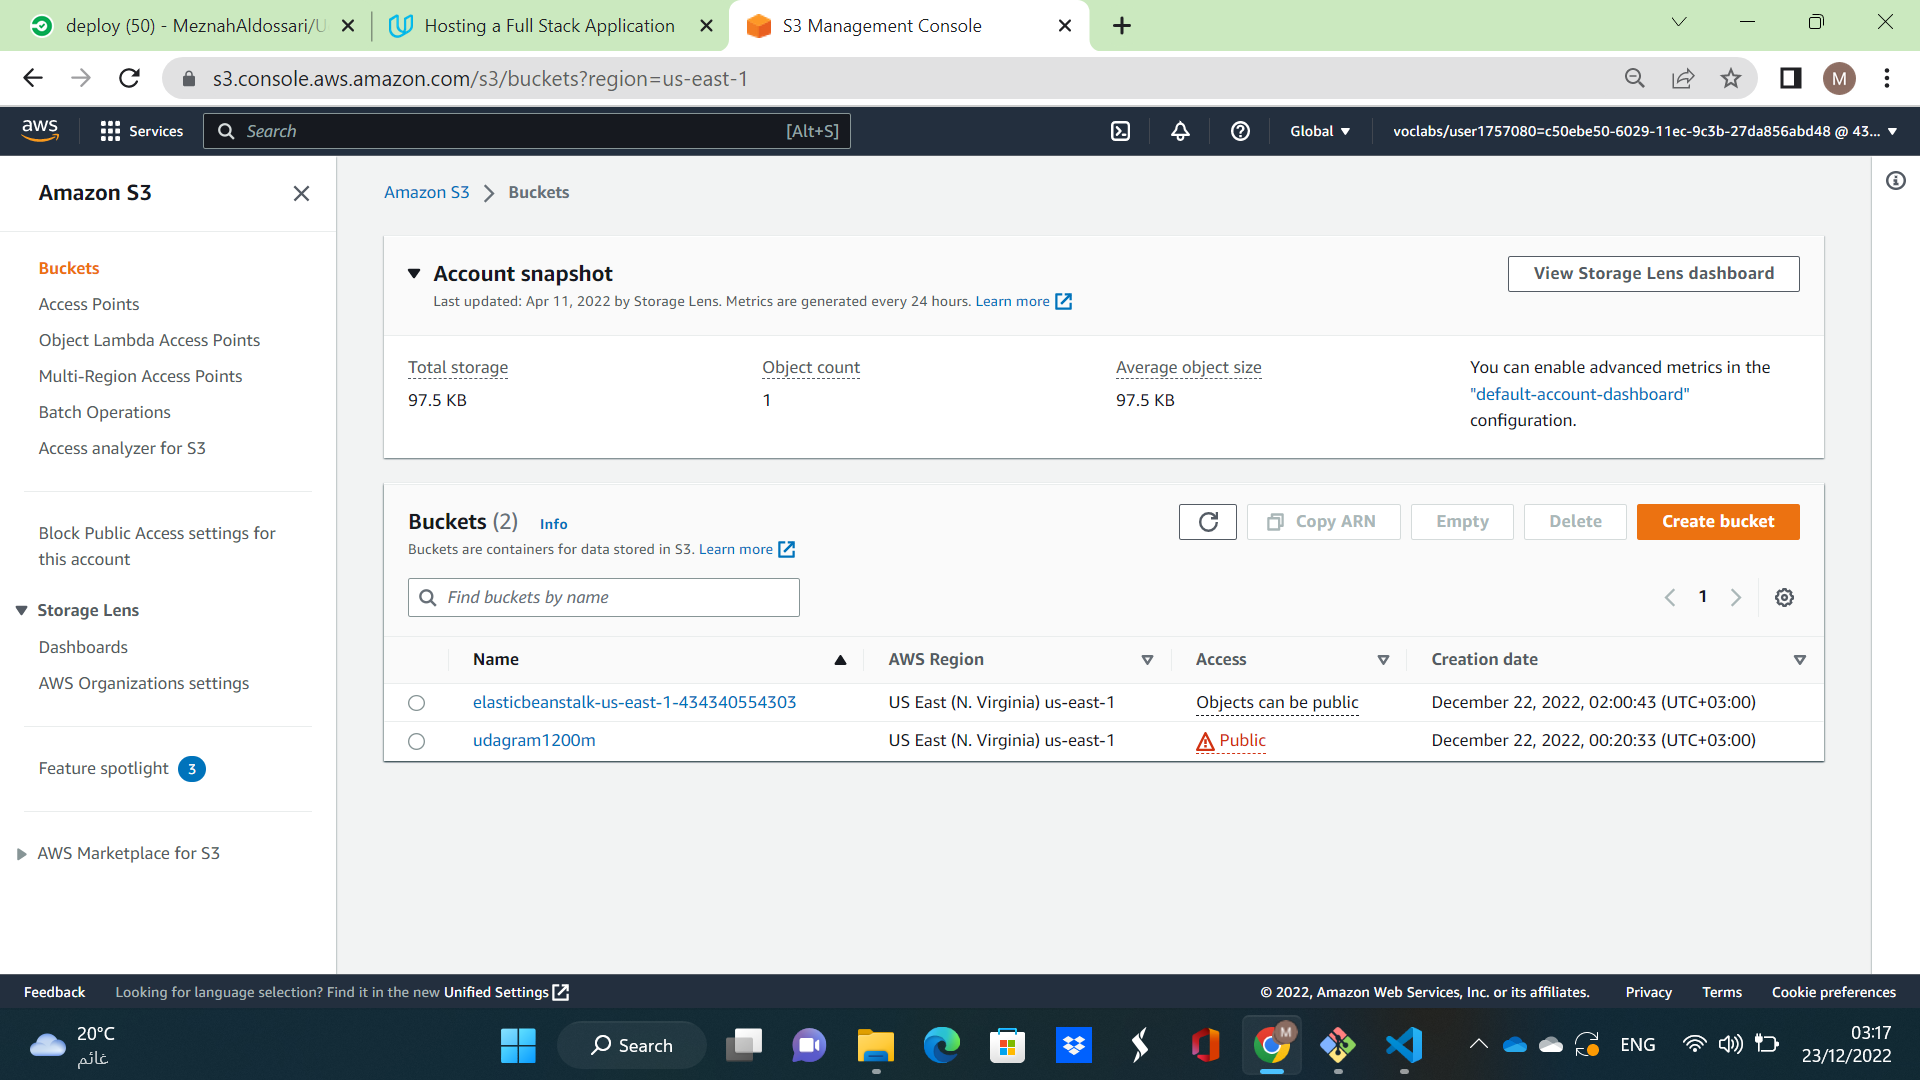 deploy (50) - MeznahAldossari/U
Hosting a Full Stack Application
S3 Management Console
s3.console.aws.amazon.com/s3/buckets?region=us-east-1
M
aws
Services
Search
[Alt+S]
Global
voclabs/user1757080=c50ebe50-6029-11ec-9c3b-27da856abd48 @ 43...
Amazon S3
Buckets
Access Points
Object Lambda Access Points
Multi-Region Access Points
Batch Operations
Access analyzer for S3
Block Public Access settings for
this account
Storage Lens
Dashboards
AWS Organizations settings
Feature spotlight 3
AWS Marketplace for S3
Amazon S3 > Buckets
Account snapshot
Last updated: Apr 11, 2022 by Storage Lens. Metrics are generated every 24 hours. Learn more
View Storage Lens dashboard
Total storage
97.5 KB
Object count
1
Average object size
97.5 KB
You can enable advanced metrics in the
"default-account-dashboard"
configuration.
Buckets (2) Info
Buckets are containers for data stored in S3. Learn more
Copy ARN
Empty
Delete
Create bucket
Find buckets by name
1
Name AWS Region Access Creation date
elasticbeanstalk-us-east-1-434340554303 US East (N. Virginia) us-east-1 Objects can be public December 22, 2022, 02:00:43 (UTC+03:00)
udagram1200m US East (N. Virginia) us-east-1 Public December 22, 2022, 00:20:33 (UTC+03:00)
Feedback
Looking for language selection? Find it in the new Unified Settings
© 2022, Amazon Web Services, Inc. or its affiliates.
Privacy
Terms
Cookie preferences
20°C
غائم
Search
M
ENG
03:17
23/12/2022